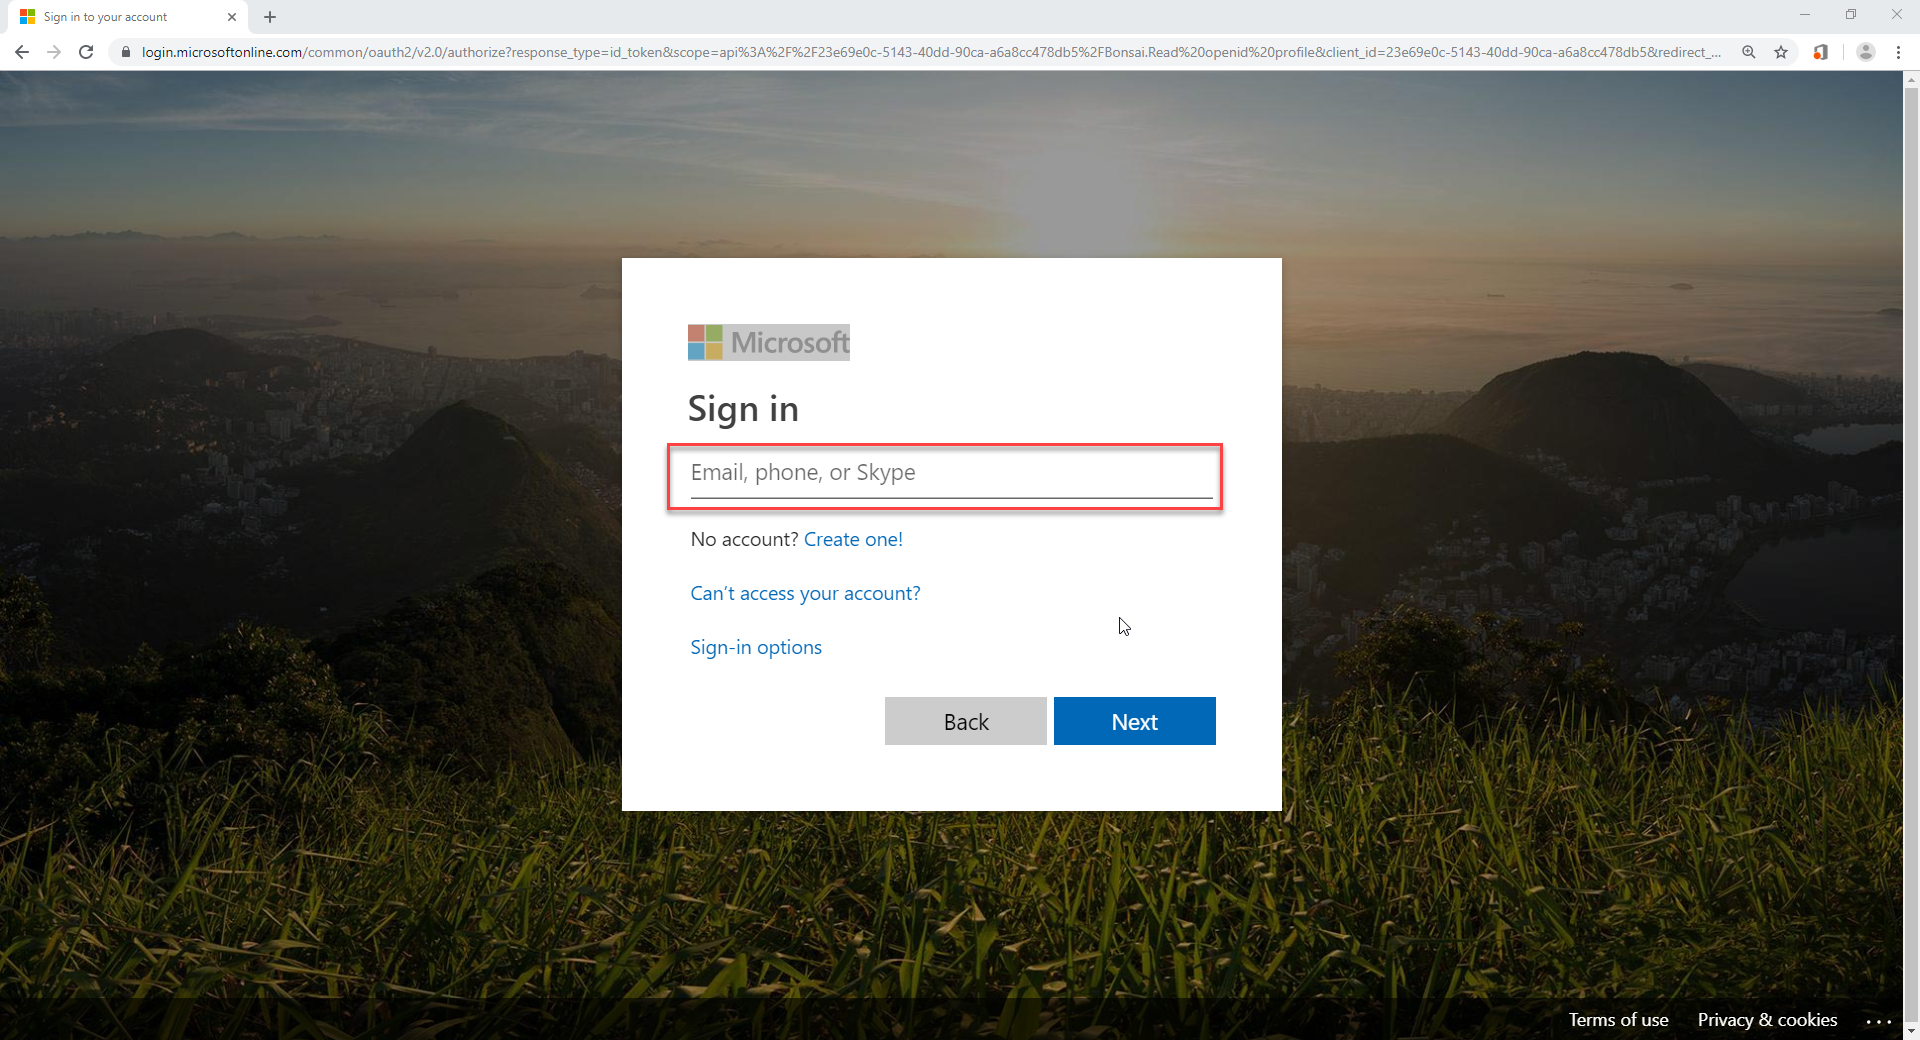 Sign in to your account
login.microsoftonline.com/common/oauth2/v2.0/authorize?response_type=id_token&scope=api%3A%2F%2F23e69e0c-5143-40dd-90ca-a6a8cc478db5%2FBonsai.Read%20openid%20profile&client_id=23e69e0c-5143-40dd-90ca-a6a8cc478db5&redirect_...
Microsoft
Sign in
Email, phone, or Skype
No account? Create one!
Can't access your account?
Sign-in options
Back
Next
Terms of use
Privacy & cookies
...